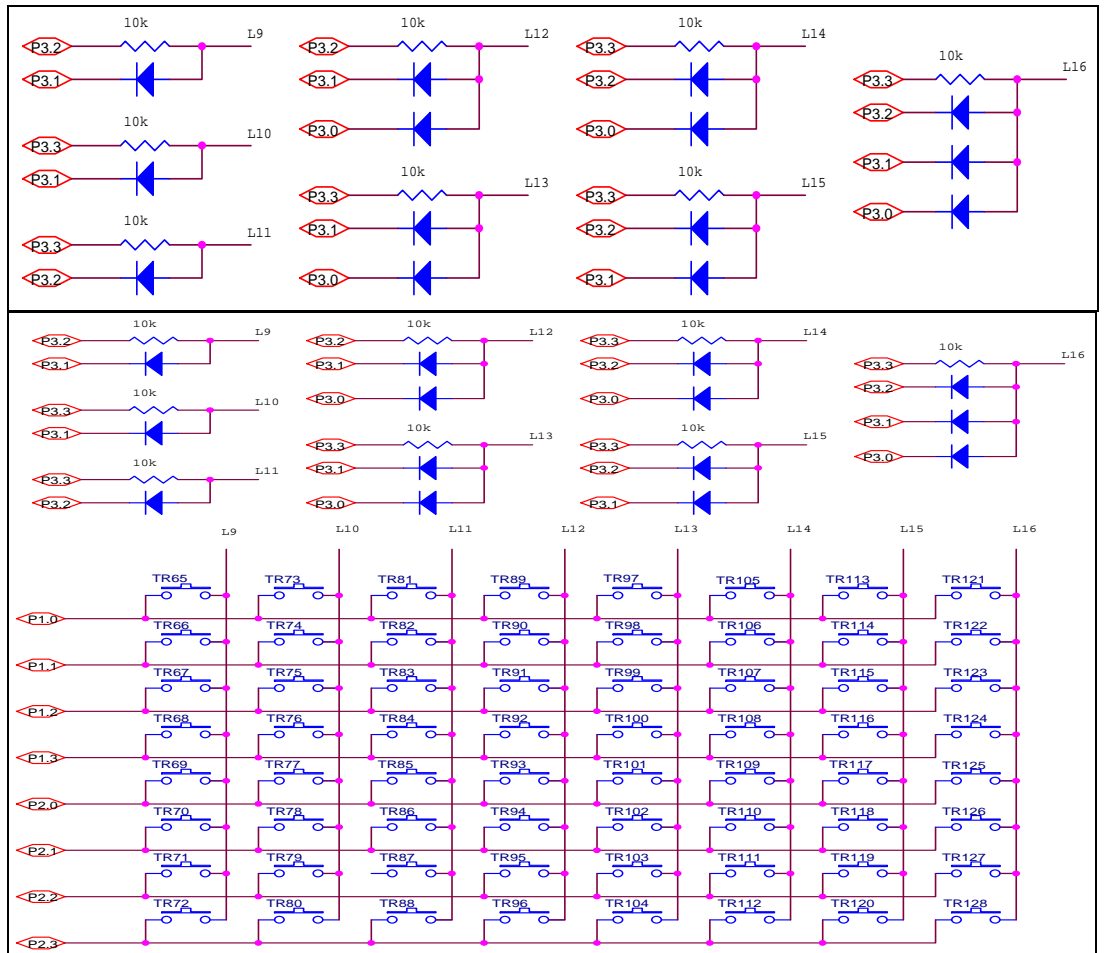 10k 10k 10k
L9 L12 L14
P3.2 P3.2 P3.3
10k L16
P3.1 P3.1 P3.2 P3.3
10k P3.2
P3.0 P3.0
L10
P3.3
10k 10k P3.1
P3.1 L13 L15
P3.3 P3.3
10k P3.0
L11 P3.1 P3.2
P3.3
P3.2 P3.0 P3.1
10k 10k 10k
L9 L12 L14
P3.2 P3.2 P3.3
10k L16
P3.1 P3.1 P3.2 P3.3
10k P3.2
P3.0 P3.0
L10
P3.3 P3.1
10k 10k
P3.1 L13 L15
P3.3 P3.3
10k P3.0
L11 P3.1 P3.2
P3.3
P3.2 P3.0 P3.1
L9 L10 L11 L12 L13 L14 L15 L16
TR65 TR73 TR81 TR89 TR97 TR105 TR113 TR121
P1.0
TR66 TR74 TR82 TR90 TR98 TR106 TR114 TR122
P1.1
TR67 TR75 TR83 TR91 TR99 TR107 TR115 TR123
P1.2
TR68 TR76 TR84 TR92 TR100 TR108 TR116 TR124
P1.3
TR69 TR77 TR85 TR93 TR101 TR109 TR117 TR125
P2.0
TR70 TR78 TR86 TR94 TR102 TR110 TR118 TR126
P2.1
TR71 TR79 TR87 TR95 TR103 TR111 TR119 TR127
P2.2
TR72 TR80 TR88 TR96 TR104 TR112 TR120 TR128
P2.3